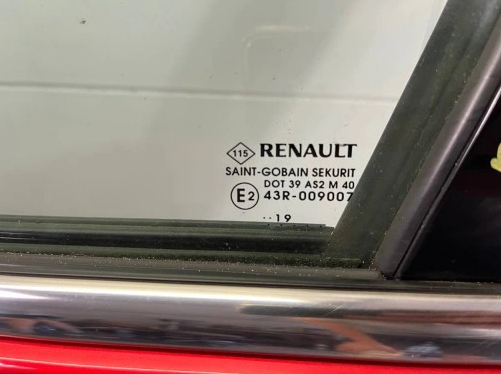 115 RENAULT
SAINT-GOBAIN SEKURIT
DOT 39 AS2 M 40
E2 43R-009007
..19